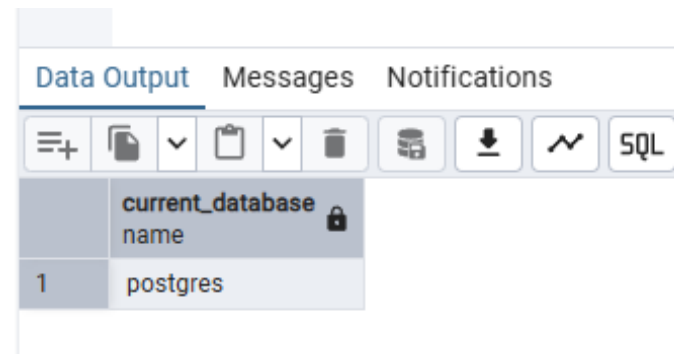 Data Output Messages Notifications
SQL
current_database
name
1 postgres